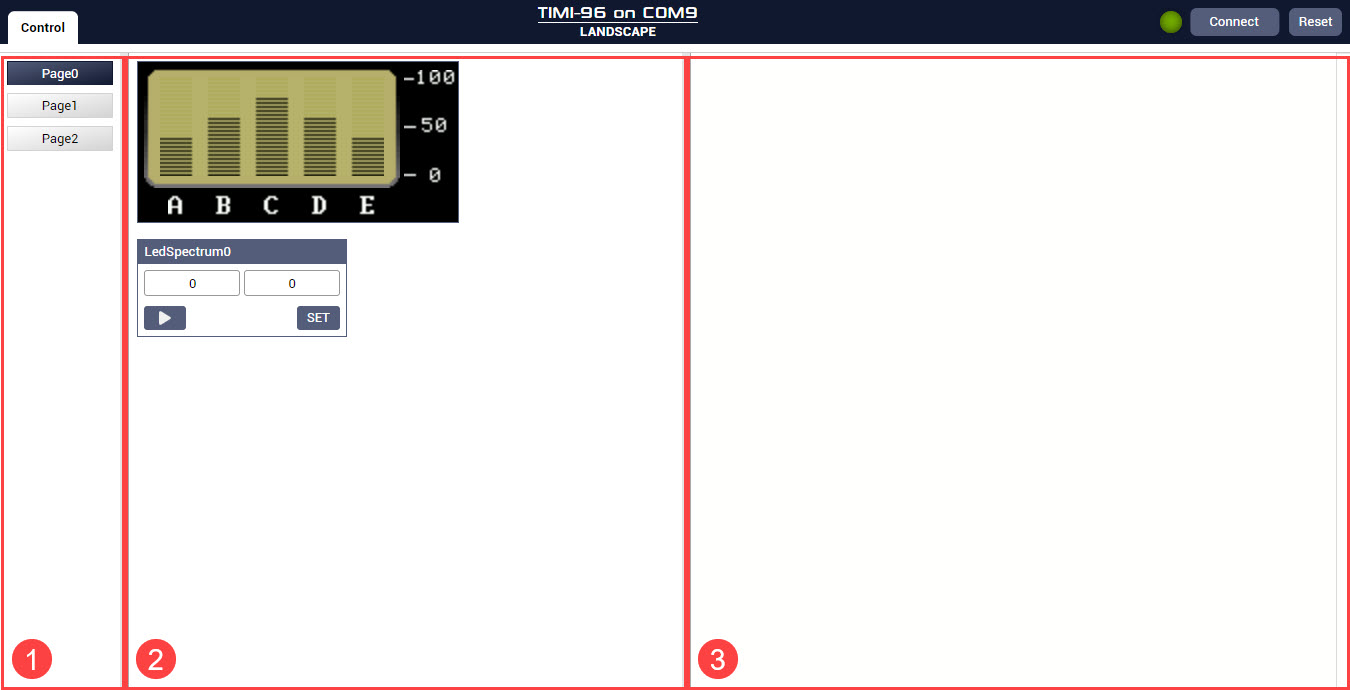 Control
TIMI-96 on COM9
LANDSCAPE
Connect
Reset
Page0
Page1
Page2
100
50
0
A B C D E
LedSpectrum0
0 0
SET
1
2
3